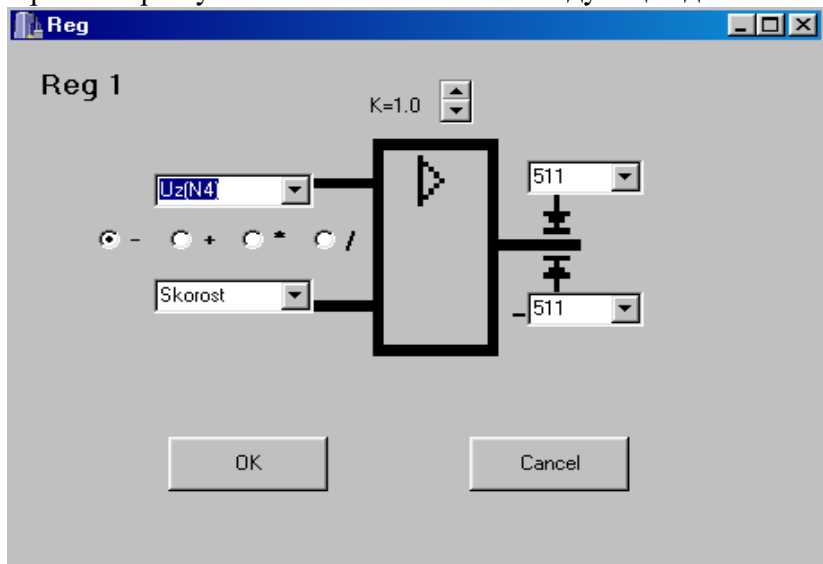 Reg
Reg 1
K=1.0
Uz(N4)
511
- + * /
Skorost
-511
OK
Cancel